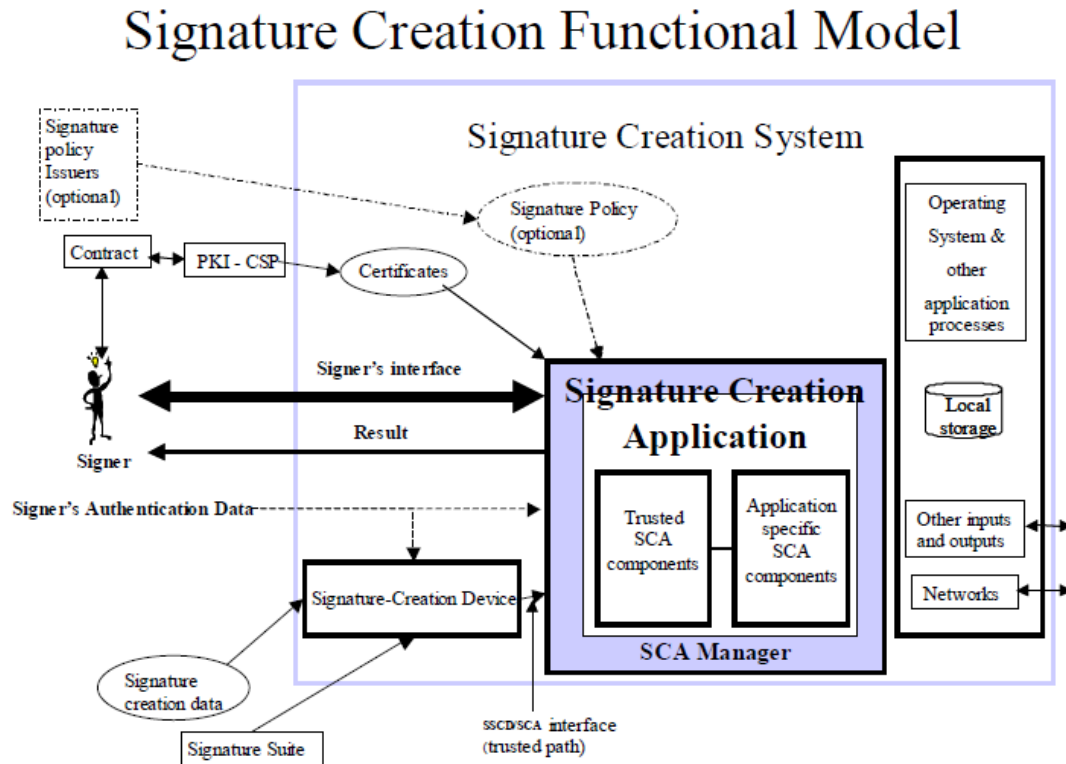 Signature Creation Functional Model
Signature
policy
Issuers
(optional)
Signature Creation System
Signature Policy
(optional)
Operating
System &
other
application
processes
Contract
PKI - CSP
Certificates
Signer's interface
Signature Creation
Application
Result
Signer
Local
storage
Signer's Authentication Data
Trusted
SCA
components
Application
specific
SCA
components
Other inputs
and outputs
Signature-Creation Device
Networks
SCA Manager
Signature
creation data
SSCD/SCA interface
(trusted path)
Signature Suite